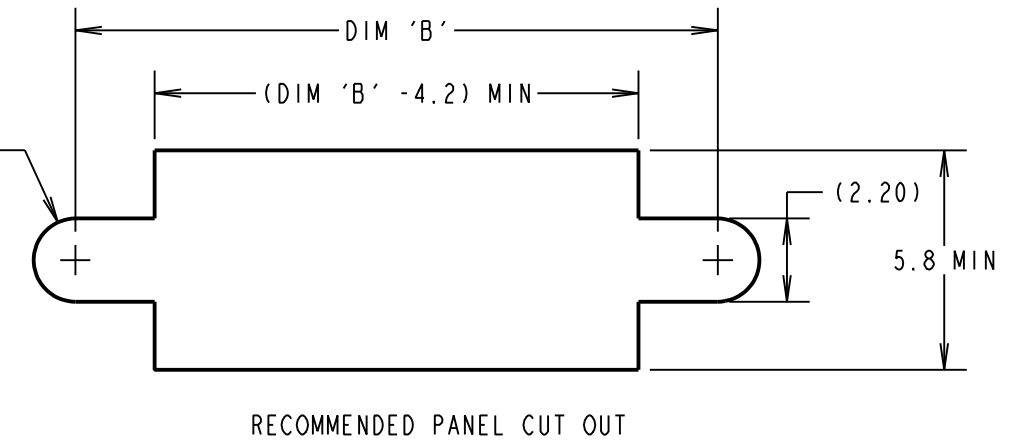 DIM 'B'
(DIM 'B' -4.2) MIN
(2.20)
5.8 MIN
RECOMMENDED PANEL CUT OUT